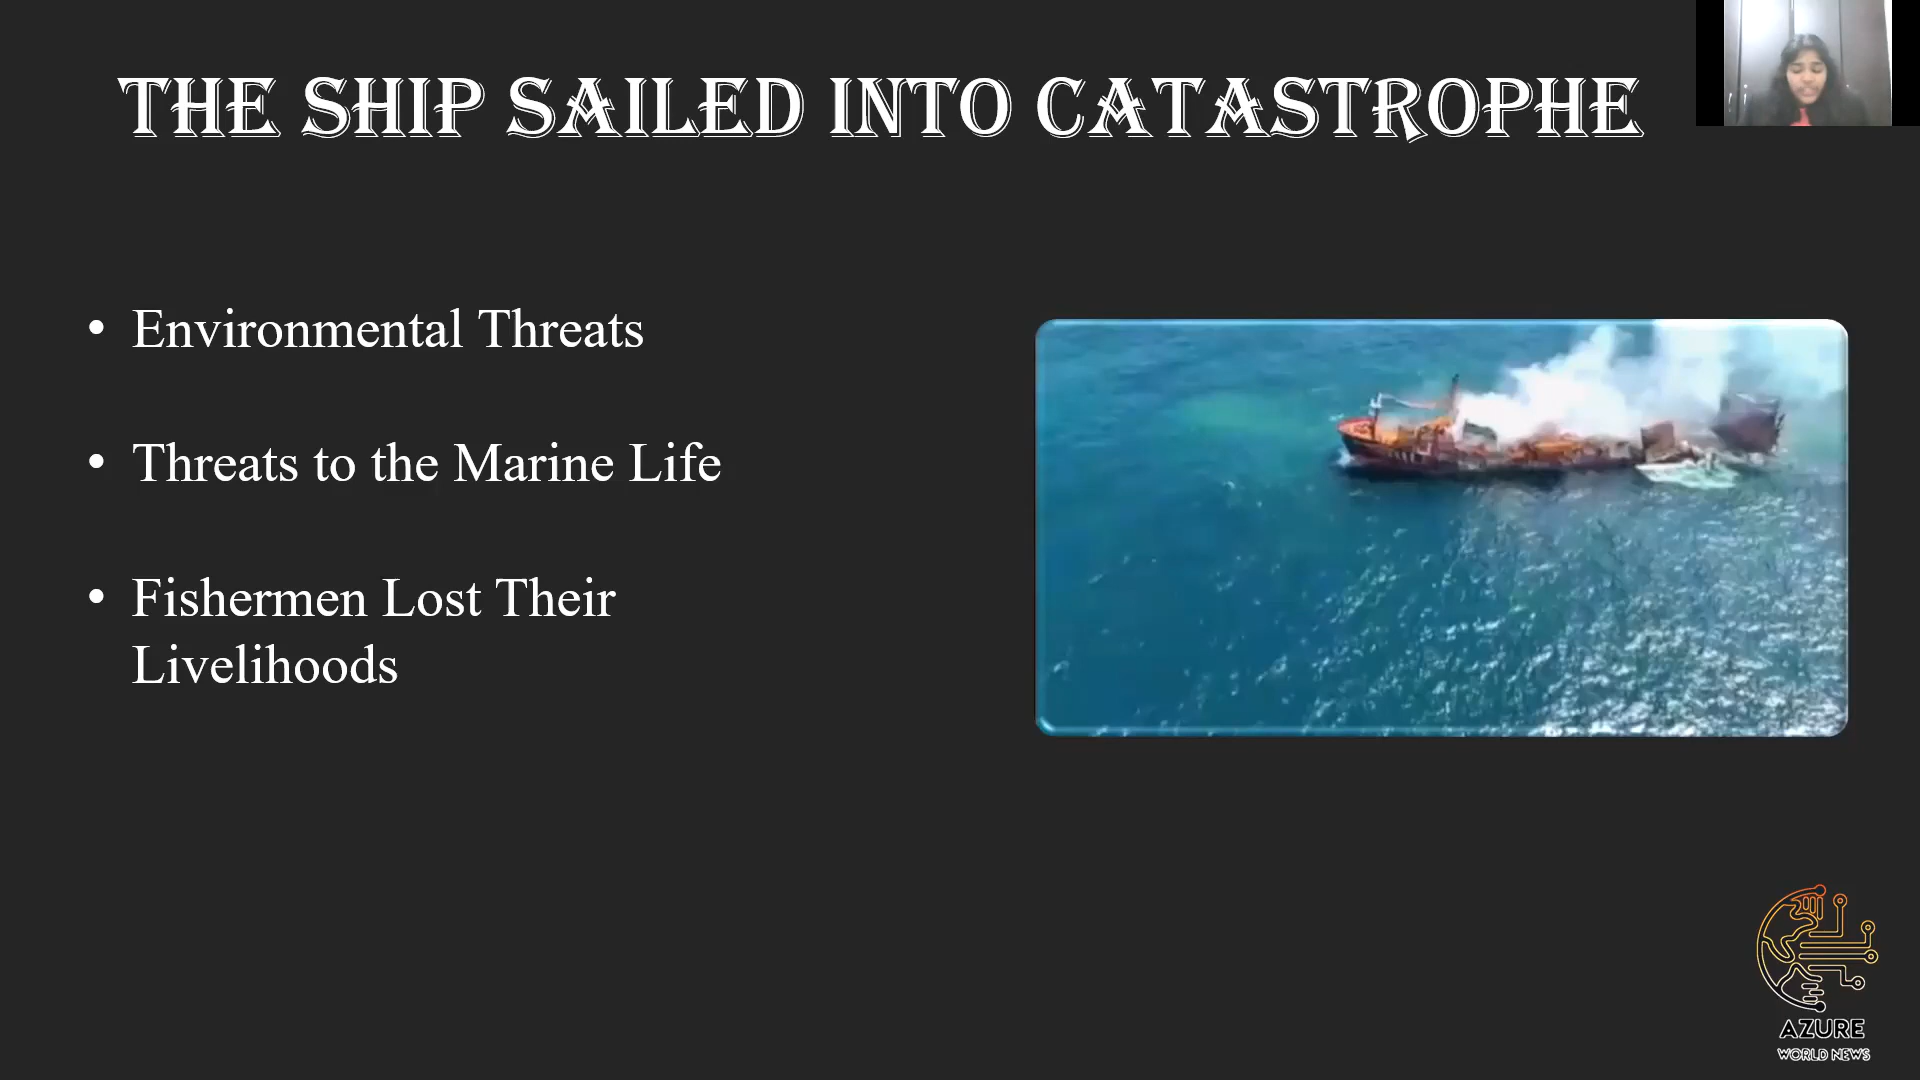 THE SHIP SAILED INTO CATASTROPHE
• Environmental Threats
• Threats to the Marine Life
• Fishermen Lost Their
Livelihoods
AZURE
WORLD NEWS